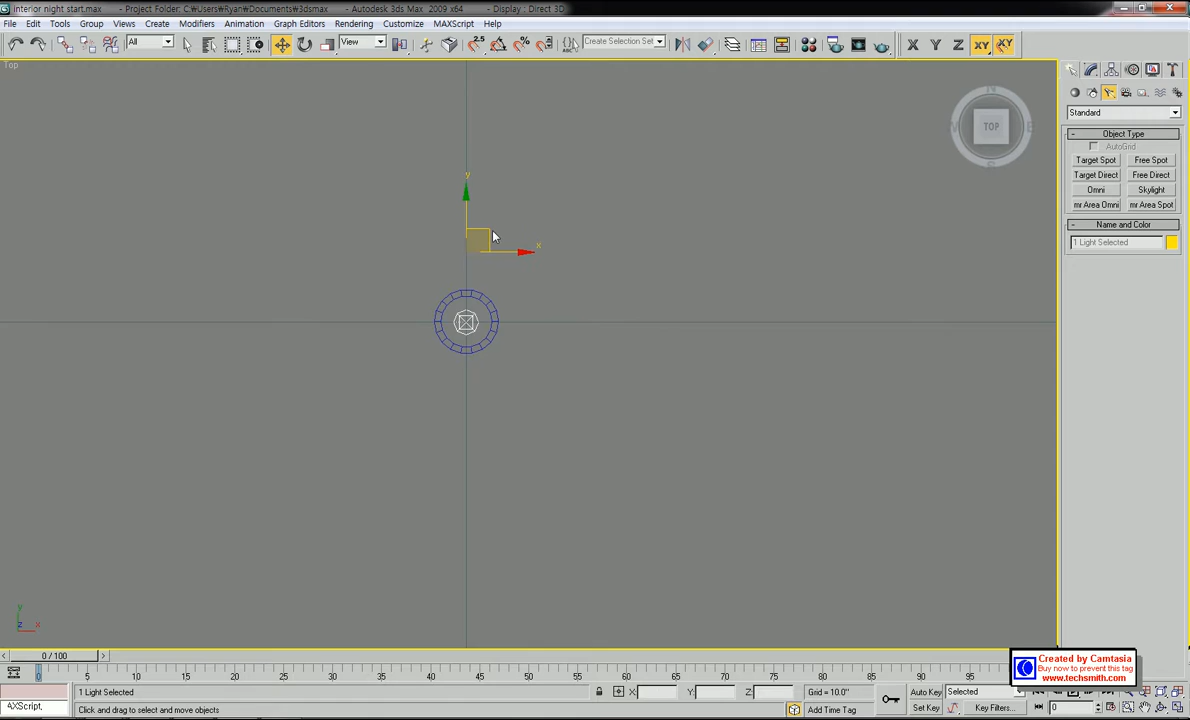 interior night start.max - Project Folder: C:\Users\Ryan\Documents\3dsmax - Autodesk 3ds Max 2009 x64 - Display : Direct 3D
File Edit Tools Group Views Create Modifiers Animation Graph Editors Rendering Customize MAXScript Help
All View 2.5 % ABC Create Selection Set X Y Z XY XY
Top
N
TOP
E
S
y
x
Standard
- Object Type
AutoGrid
Target Spot Free Spot
Target Direct Free Direct
Omni Skylight
mr Area Omni mr Area Spot
- Name and Color
1 Light Selected
y
z x
< 0 / 100 >
0 5 10 15 20 25 30 35 40 45 50 55 60 65 70 75 80 85 90 95
Created by Camtasia
Buy now to prevent this tag
www.techsmith.com
1 Light Selected X: Y: Z: Grid = 10.0" Auto Key Selected
AXScript, Click and drag to select and move objects Add Time Tag Set Key Key Filters... 0